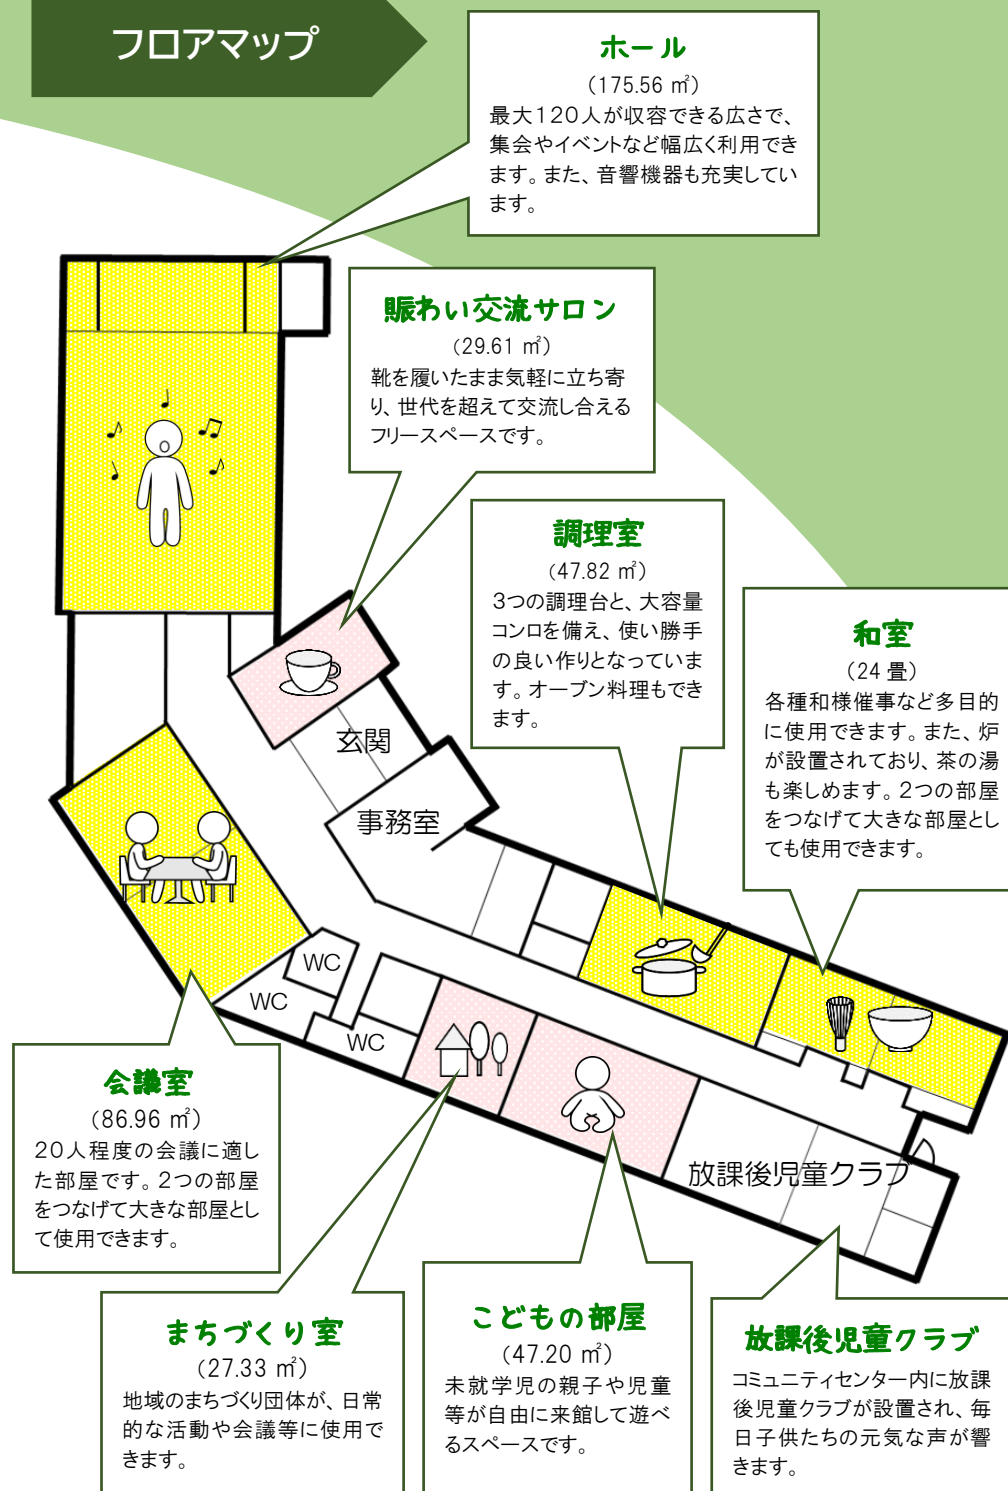 フロアマップ
ホール
（175.56 ㎡）
最大120人が収容できる広さで、
集会やイベントなど幅広く利用でき
ます。また、音響機器も充実してい
ます。
賑わい交流サロン
（29.61 ㎡）
靴を履いたまま気軽に立ち寄
り、世代を超えて交流し合える
フリースペースです。
調理室
（47.82 ㎡）
3つの調理台と、大容量
コンロを備え、使い勝手
の良い作りとなっていま
す。オーブン料理もでき
ます。
和室
（24 畳）
各種和様催事など多目的
に使用できます。また、炉
が設置されており、茶の湯
も楽しめます。2つの部屋
をつなげて大きな部屋とし
ても使用できます。
玄関
事務室
WC
WC
WC
放課後児童クラブ
会議室
（86.96 ㎡）
20人程度の会議に適し
た部屋です。2つの部屋
をつなげて大きな部屋とし
て使用できます。
まちづくり室
（27.33 ㎡）
地域のまちづくり団体が、日常
的な活動や会議等に使用で
きます。
こどもの部屋
（47.20 ㎡）
未就学児の親子や児童
等が自由に来館して遊べ
るスペースです。
放課後児童クラブ
コミュニティセンター内に放課
後児童クラブが設置され、毎
日子供たちの元気な声が響
きます。